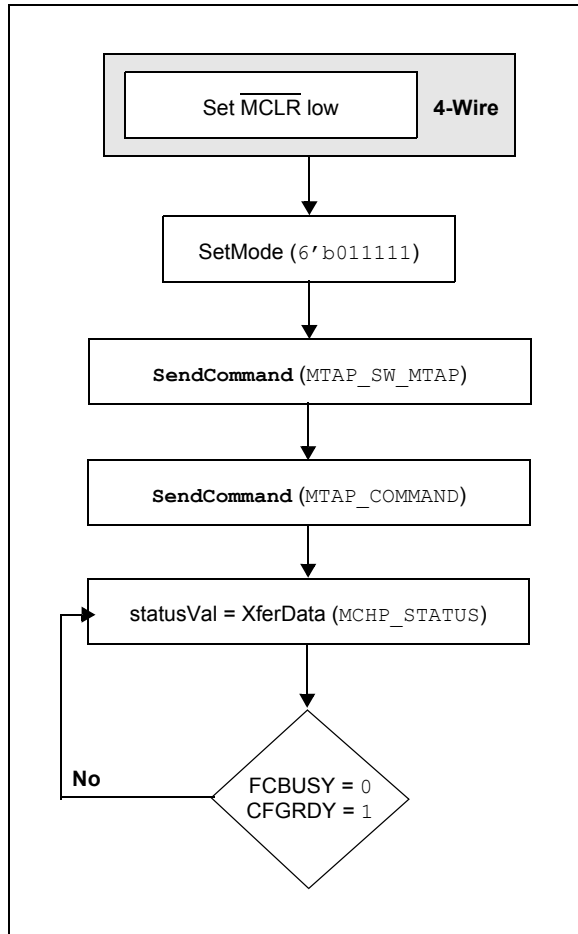 Set MCLR low
4-Wire
SetMode (6’b011111)
SendCommand (MTAP_SW_MTAP)
SendCommand (MTAP_COMMAND)
statusVal = XferData (MCHP_STATUS)
No
FCBUSY = 0
CFGRDY = 1